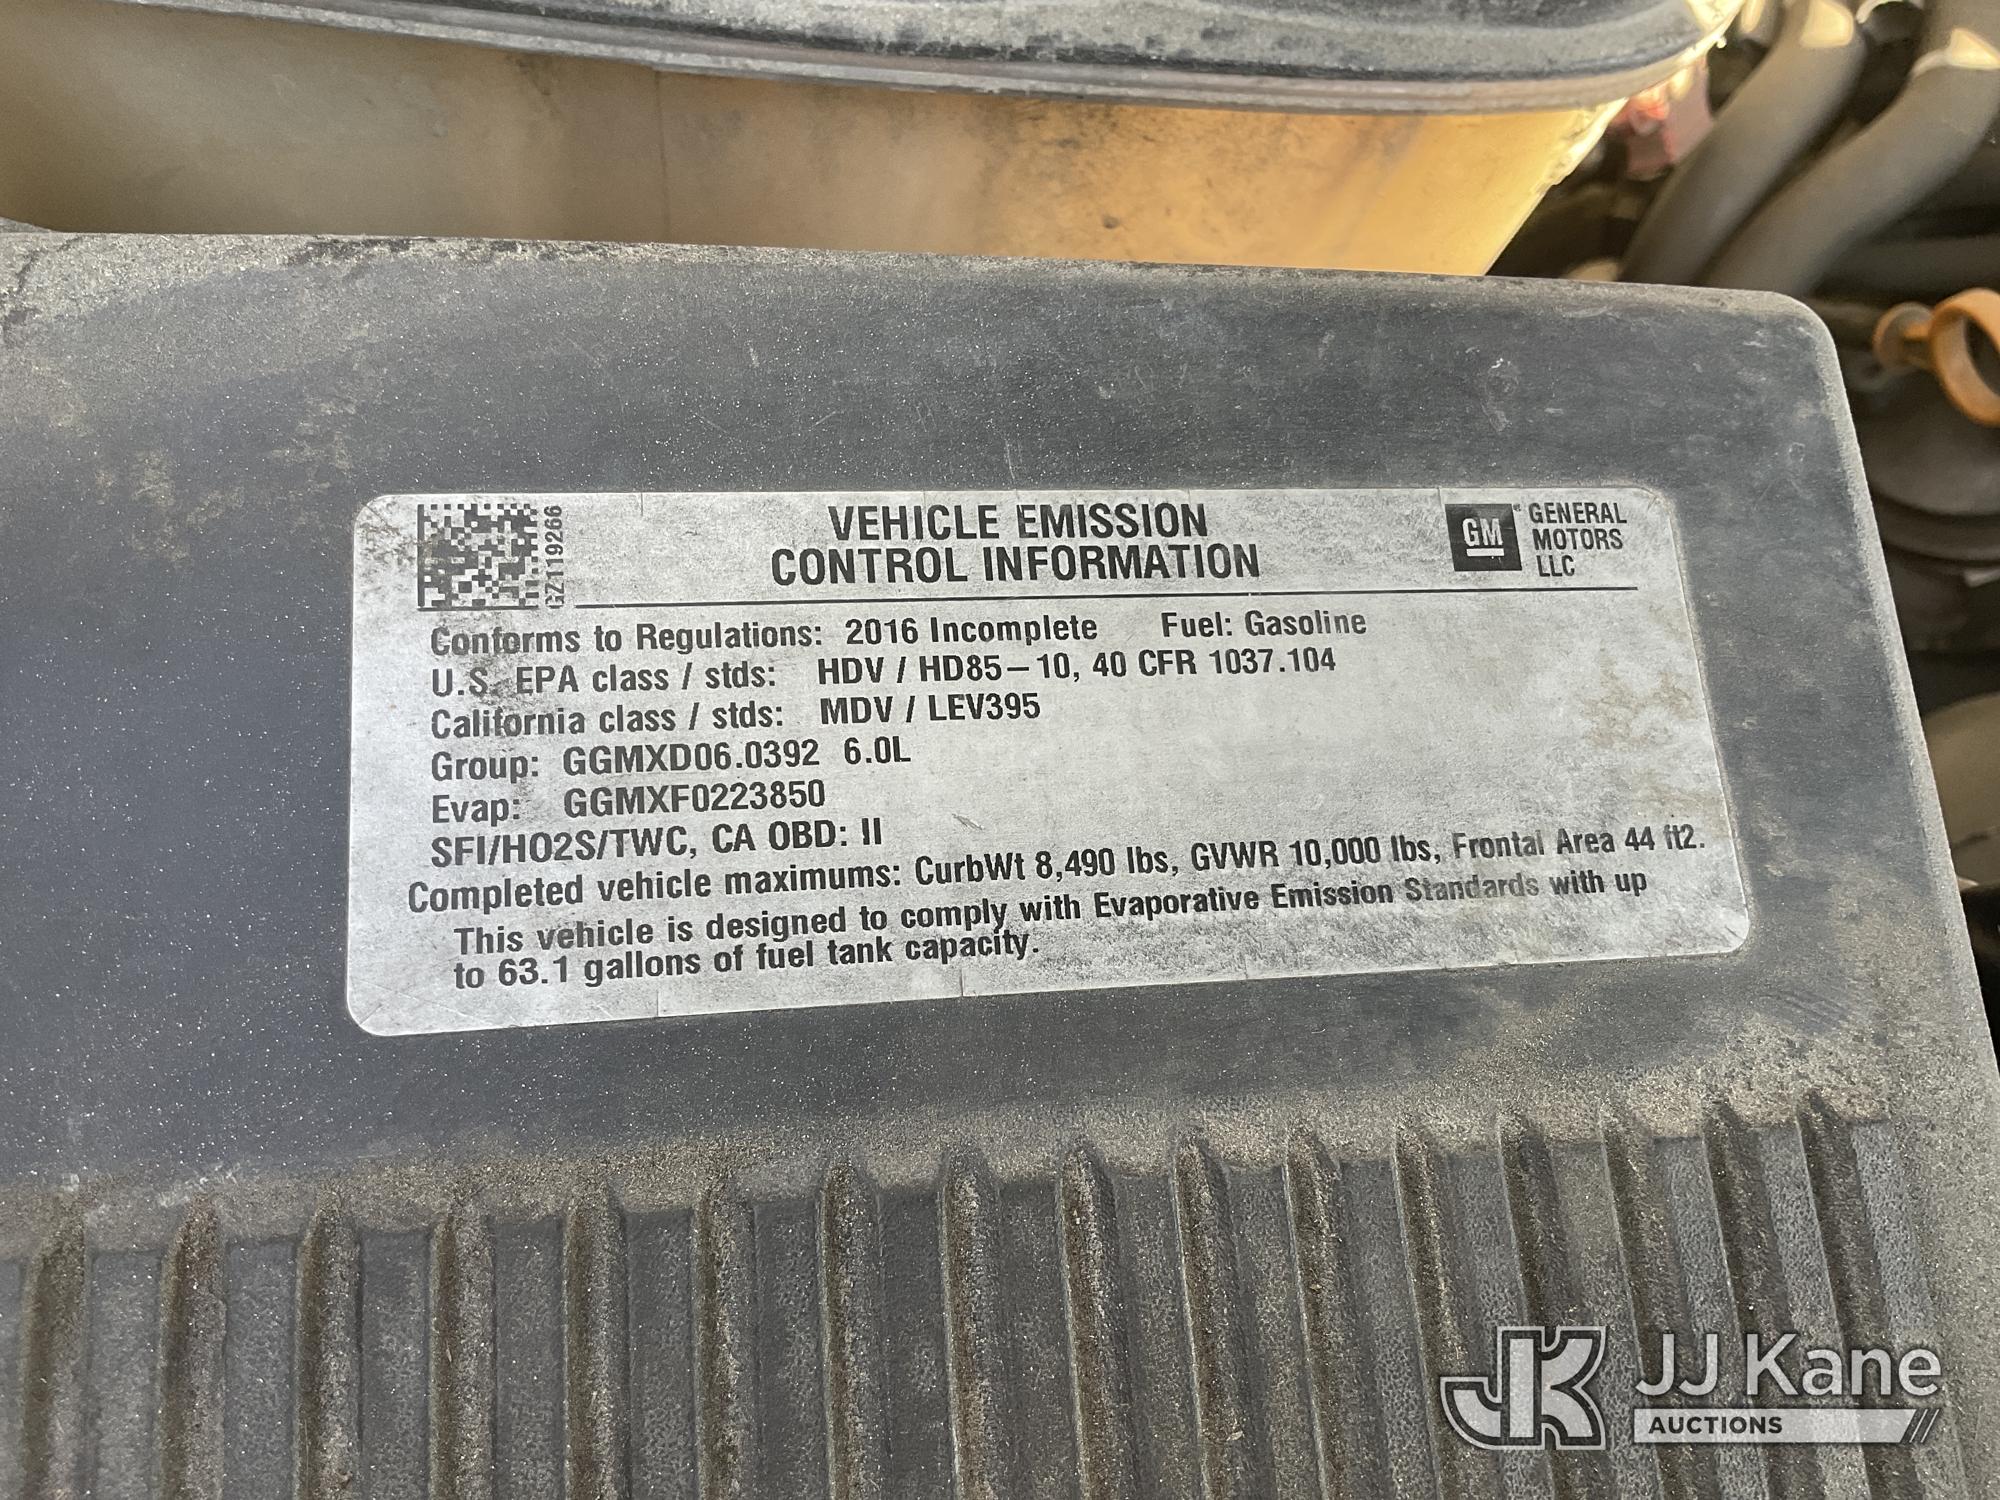 GZ119266
VEHICLE EMISSION
CONTROL INFORMATION
GM
GENERAL
MOTORS
LLC
Conforms to Regulations: 2016 Incomplete Fuel: Gasoline
U.S. EPA class / stds: HDV / HD85-10, 40 CFR 1037.104
California class / stds: MDV / LEV395
Group: GGMXD06.0392 6.0L
Evap: GGMXF0223850
SFI/HO2S/TWC, CA OBD: II
Completed vehicle maximums: CurbWt 8,490 lbs, GVWR 10,000 lbs, Frontal Area 44 ft2.
This vehicle is designed to comply with Evaporative Emission Standards with up
to 63.1 gallons of fuel tank capacity.
JK
JJ Kane
AUCTIONS